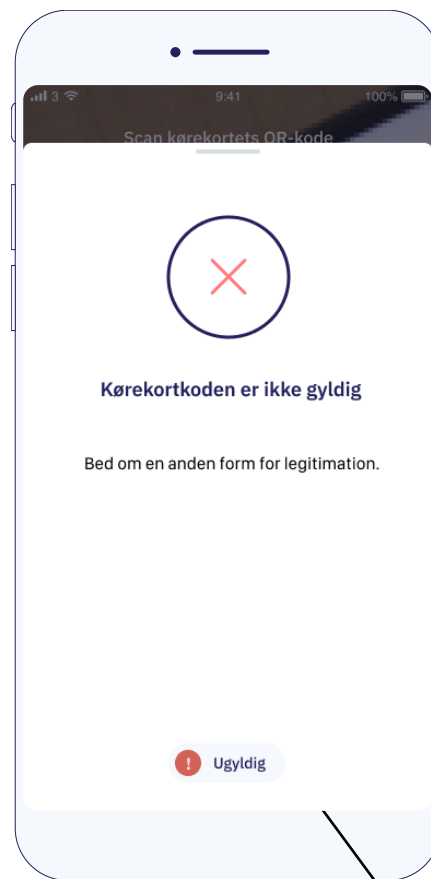 3 9:41 100%
Scan kørekortets QR-kode
Kørekortkoden er ikke gyldig
Bed om en anden form for legitimation.
! Ugyldig